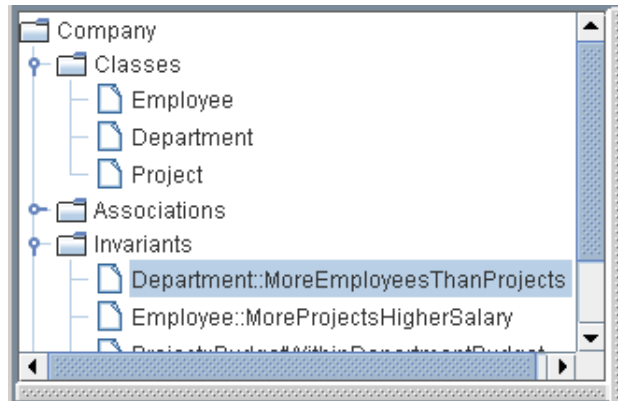 Company
Classes
Employee
Department
Project
Associations
Invariants
Department::MoreEmployeesThanProjects
Employee::MoreProjectsHigherSalary